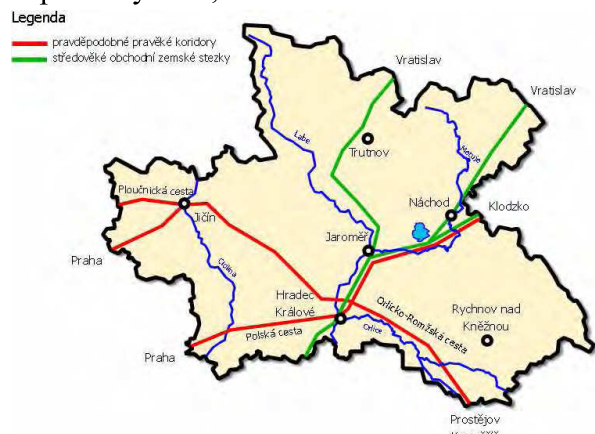 Legenda
pravděpodobné pravěké koridory
středověké obchodní zemské stezky
Vratislav
Vratislav
Labe
Trutnov
Metuje
Ploučnická cesta
Náchod
Klodzko
Jičín
Jaroměř
Praha
Cidlina
Hradec
Králové
Orlicko-Romžská cesta
Rychnov nad
Kněžnou
Polská cesta
Orlice
Praha
Prostějov